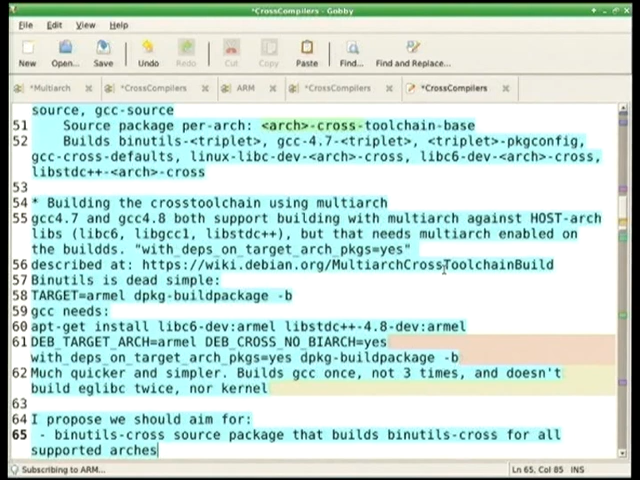 *CrossCompilers - Gobby
File Edit View Help
New Open... Save Undo Redo Cut Copy Paste Find... Find and Replace...
*Multiarch *CrossCompilers ARM *CrossCompilers *CrossCompilers
source, gcc-source
51 Source package per-arch: <arch>-cross-toolchain-base
52 Builds binutils-<triplet>, gcc-4.7-<triplet>, <triplet>-pkgconfig,
gcc-cross-defaults, linux-libc-dev-<arch>-cross, libc6-dev-<arch>-cross,
libstdc++-<arch>-cross
53
54 * Building the crosstoolchain using multiarch
55 gcc4.7 and gcc4.8 both support building with multiarch against HOST-arch
libs (libc6, libgcc1, libstdc++), but that needs multiarch enabled on
the buildds. "with_deps_on_target_arch_pkgs=yes"
56 described at: https://wiki.debian.org/MultiarchCrossToolchainBuild
57 Binutils is dead simple:
58 TARGET=armel dpkg-buildpackage -b
59 gcc needs:
60 apt-get install libc6-dev:armel libstdc++-4.8-dev:armel
61 DEB_TARGET_ARCH=armel DEB_CROSS_NO_BIARCH=yes
with_deps_on_target_arch_pkgs=yes dpkg-buildpackage -b
62 Much quicker and simpler. Builds gcc once, not 3 times, and doesn't
build eglibc twice, nor kernel
63
64 I propose we should aim for:
65 - binutils-cross source package that builds binutils-cross for all
supported arches
Subscribing to ARM... Ln 65, Col 85 INS